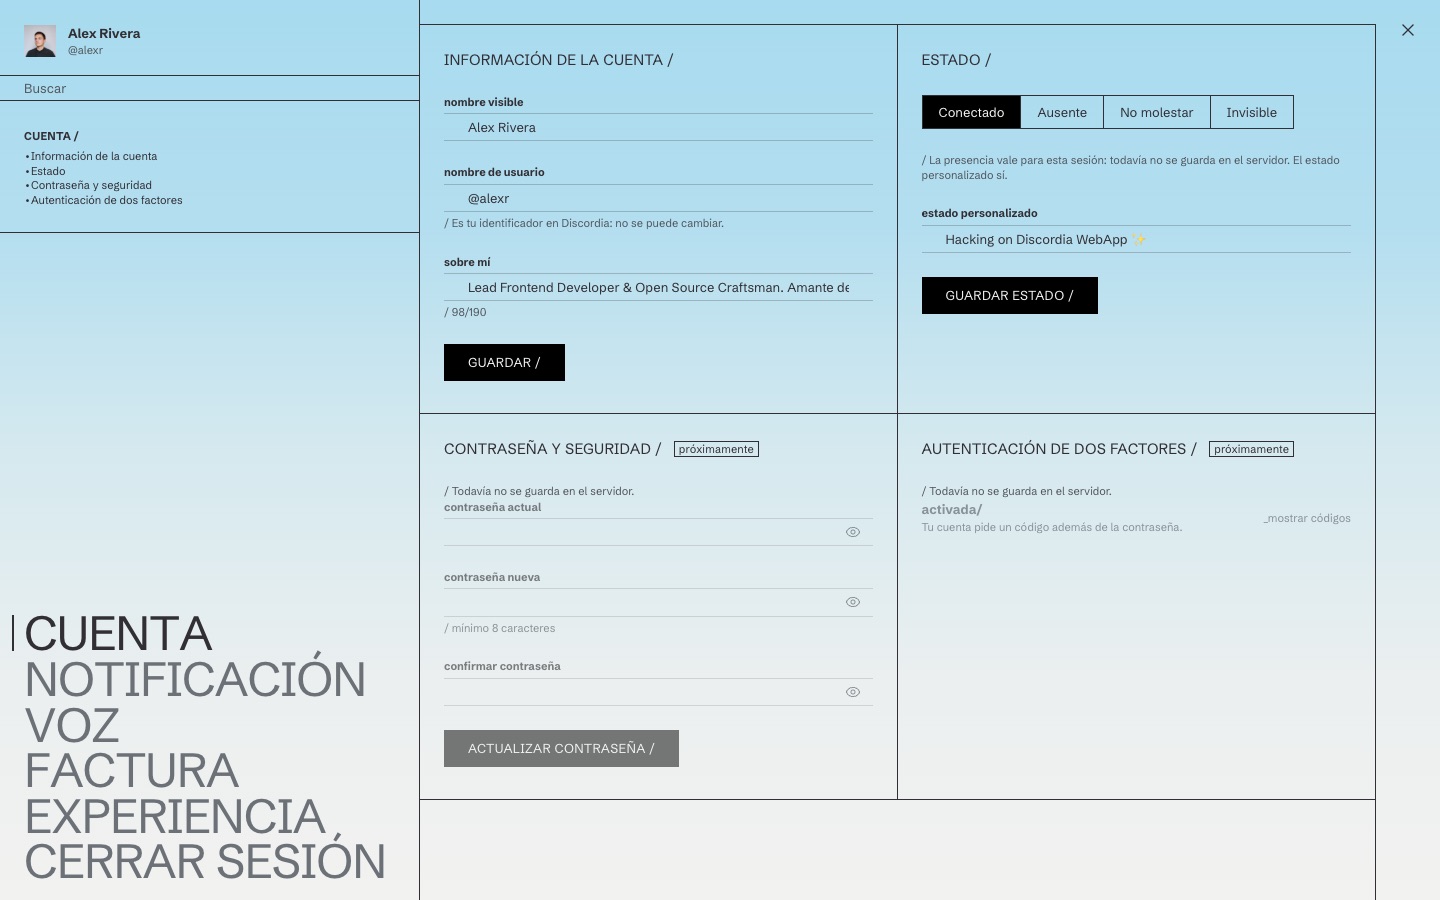 Alex Rivera
@alexr
Buscar
CUENTA /
•Información de la cuenta
•Estado
•Contraseña y seguridad
•Autenticación de dos factores
CUENTA
NOTIFICACIÓN
VOZ
FACTURA
EXPERIENCIA
CERRAR SESIÓN
INFORMACIÓN DE LA CUENTA /
nombre visible
Alex Rivera
nombre de usuario
@alexr
/ Es tu identificador en Discordia: no se puede cambiar.
sobre mí
Lead Frontend Developer & Open Source Craftsman. Amante de
/ 98/190
GUARDAR /
ESTADO /
Conectado Ausente No molestar Invisible
/ La presencia vale para esta sesión: todavía no se guarda en el servidor. El estado
personalizado sí.
estado personalizado
Hacking on Discordia WebApp ✨
GUARDAR ESTADO /
CONTRASEÑA Y SEGURIDAD / próximamente
/ Todavía no se guarda en el servidor.
contraseña actual
contraseña nueva
/ mínimo 8 caracteres
confirmar contraseña
ACTUALIZAR CONTRASEÑA /
AUTENTICACIÓN DE DOS FACTORES / próximamente
/ Todavía no se guarda en el servidor.
activada/
Tu cuenta pide un código además de la contraseña.
_mostrar códigos